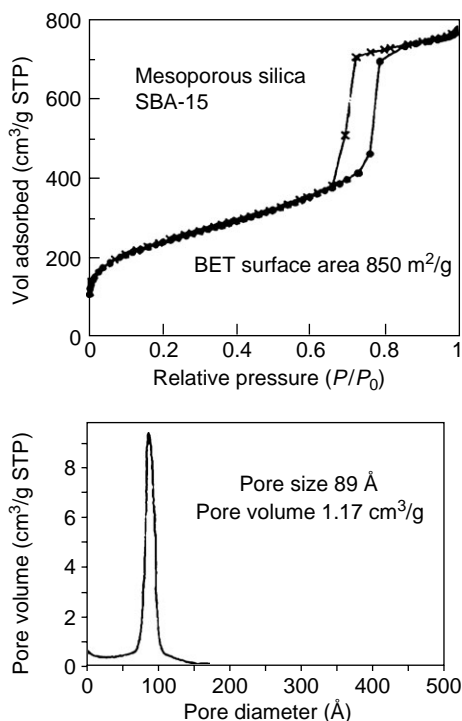 800
600
400
200
0
Vol adsorbed (cm³/g STP)
Mesoporous silica
SBA-15
BET surface area 850 m²/g
0 0.2 0.4 0.6 0.8 1
Relative pressure (P/P₀)
8
6
4
2
0
Pore volume (cm³/g STP)
Pore size 89 Å
Pore volume 1.17 cm³/g
0 100 200 300 400 500
Pore diameter (Å)